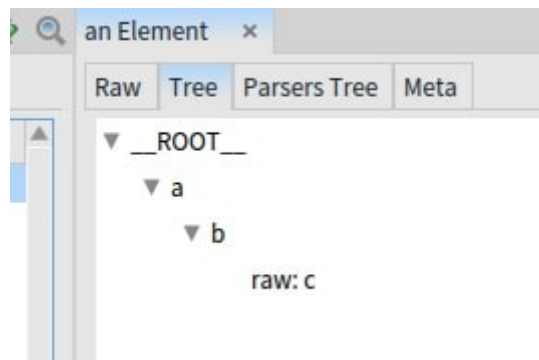 an Element ×
Raw Tree Parsers Tree Meta
__ROOT__
a
b
raw: c